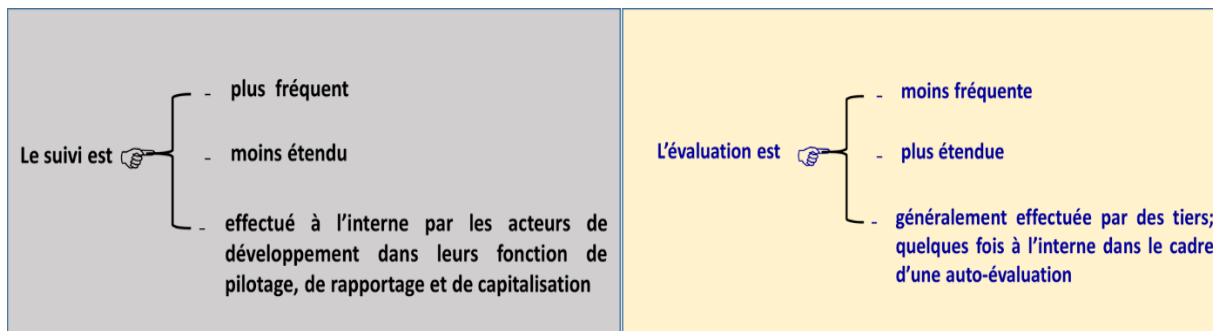 Le suivi est
- plus fréquent
- moins étendu
- effectué à l'interne par les acteurs de
développement dans leurs fonction de
pilotage, de rapportage et de capitalisation
L'évaluation est
- moins fréquente
- plus étendue
- généralement effectuée par des tiers;
quelques fois à l'interne dans le cadre
d'une auto-évaluation